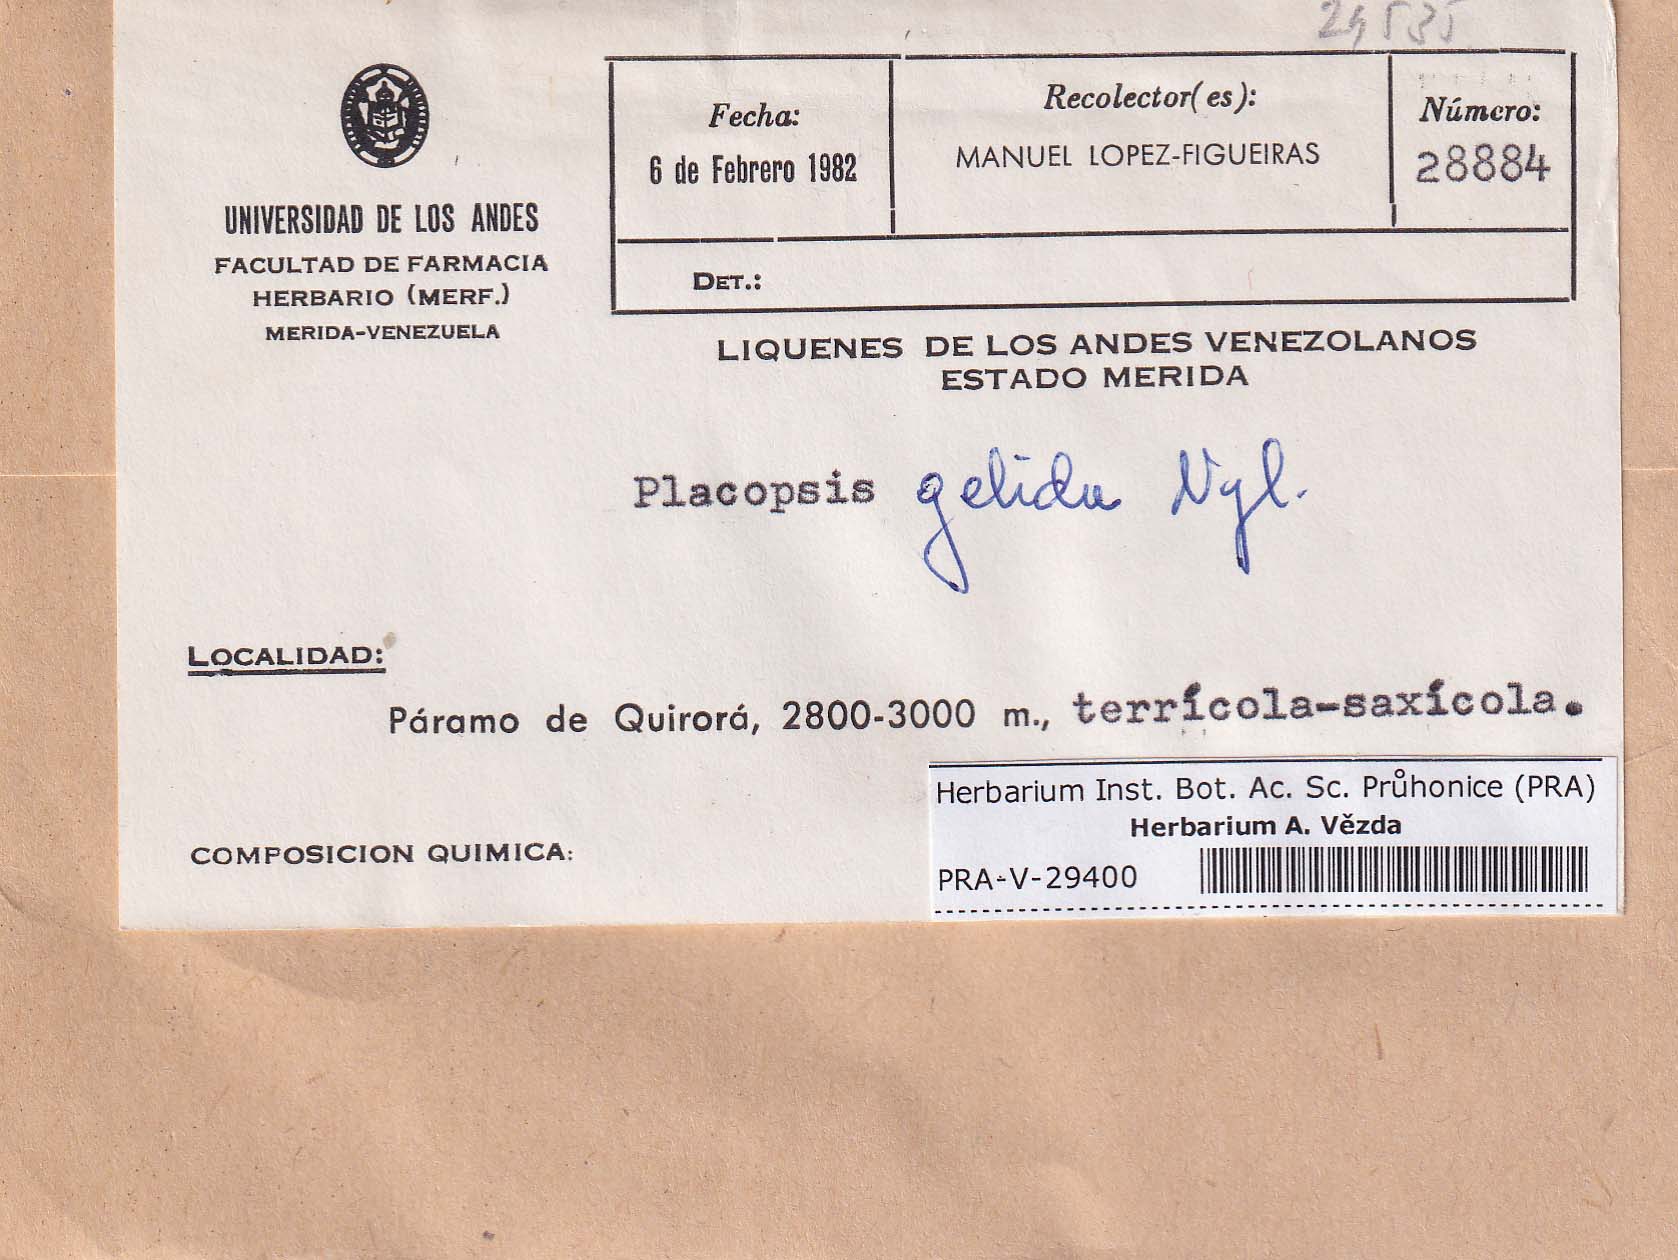 24535
Fecha:
6 de Febrero 1982
Recolector(es):
MANUEL LOPEZ-FIGUEIRAS
Número:
28884
DET.:
UNIVERSIDAD DE LOS ANDES
FACULTAD DE FARMACIA
HERBARIO (MERF.)
MERIDA-VENEZUELA
LIQUENES DE LOS ANDES VENEZOLANOS
ESTADO MERIDA
Placopsis gelida Nyl.
LOCALIDAD:
Páramo de Quirorá, 2800-3000 m., terrícola-saxícola.
COMPOSICION QUIMICA:
Herbarium Inst. Bot. Ac. Sc. Průhonice (PRA)
Herbarium A. Vězda
PRA-V-29400